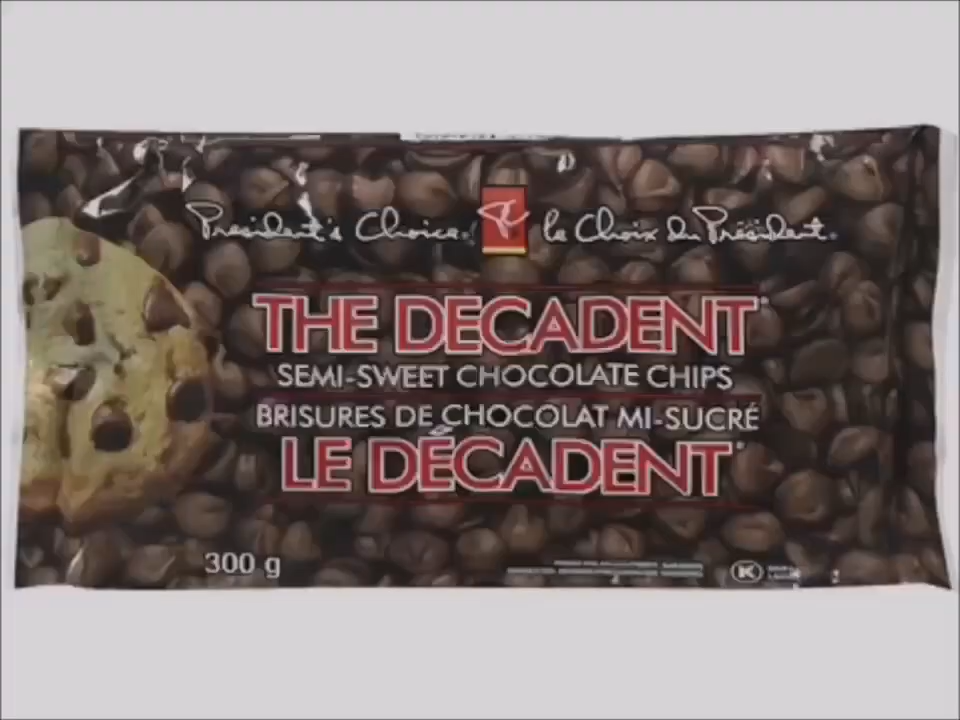 President's Choice® le Choix du Président®
THE DECADENT
SEMI-SWEET CHOCOLATE CHIPS
BRISURES DE CHOCOLAT MI-SUCRÉ
LE DÉCADENT
300 g
K